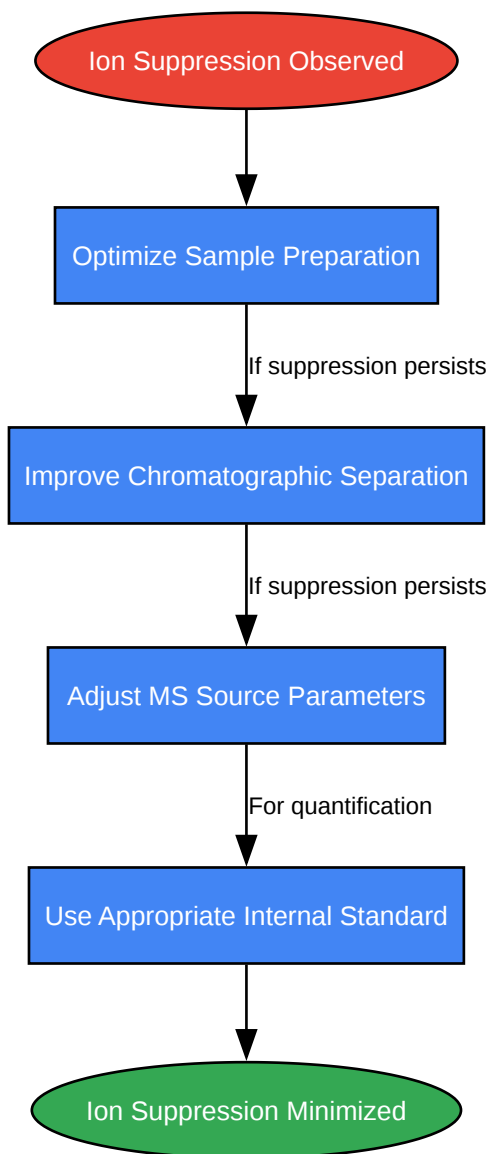 Ion Suppression Observed
Optimize Sample Preparation
If suppression persists
Improve Chromatographic Separation
If suppression persists
Adjust MS Source Parameters
For quantification
Use Appropriate Internal Standard
Ion Suppression Minimized